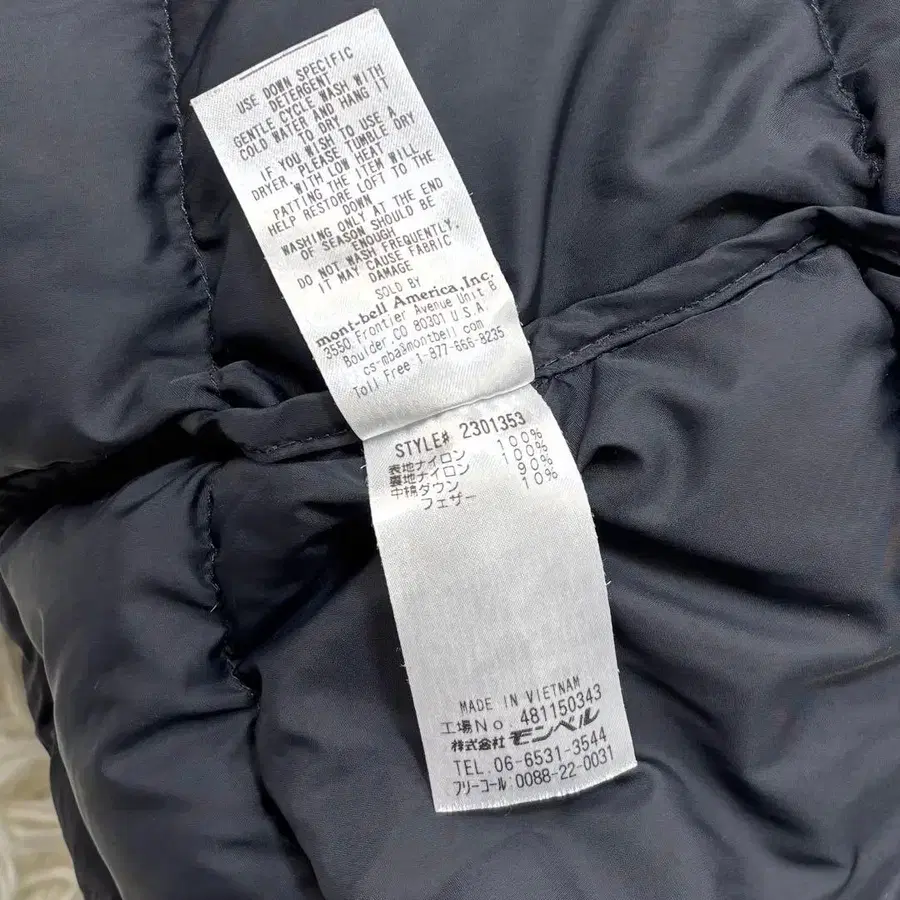 USE DOWN SPECIFIC
DETERGENT
GENTLE CYCLE WASH WITH
COLD WATER AND HANG IT
TO DRY
IF YOU WISH TO USE A
DRYER, PLEASE TUMBLE DRY
WITH LOW HEAT
PATTING THE ITEM WILL
HELP RESTORE LOFT TO THE
DOWN
WASHING ONLY AT THE END
OF SEASON SHOULD BE
ENOUGH
DO NOT WASH FREQUENTLY,
IT MAY CAUSE FABRIC
DAMAGE
SOLD BY
mont-bell America, Inc.
3550 Frontier Avenue Unit B
Boulder, CO 80301 U.S.A.
cs-mba@montbell.com
Toll Free 1-877-666-8235
STYLE# 2301353
表地ナイロン 100%
裏地ナイロン 100%
中棉ダウン 90%
フェザー 10%
MADE IN VIETNAM
工場No. 481150343
株式会社 モンベル
TEL. 06-6531-3544
フリーコール: 0088-22-0031